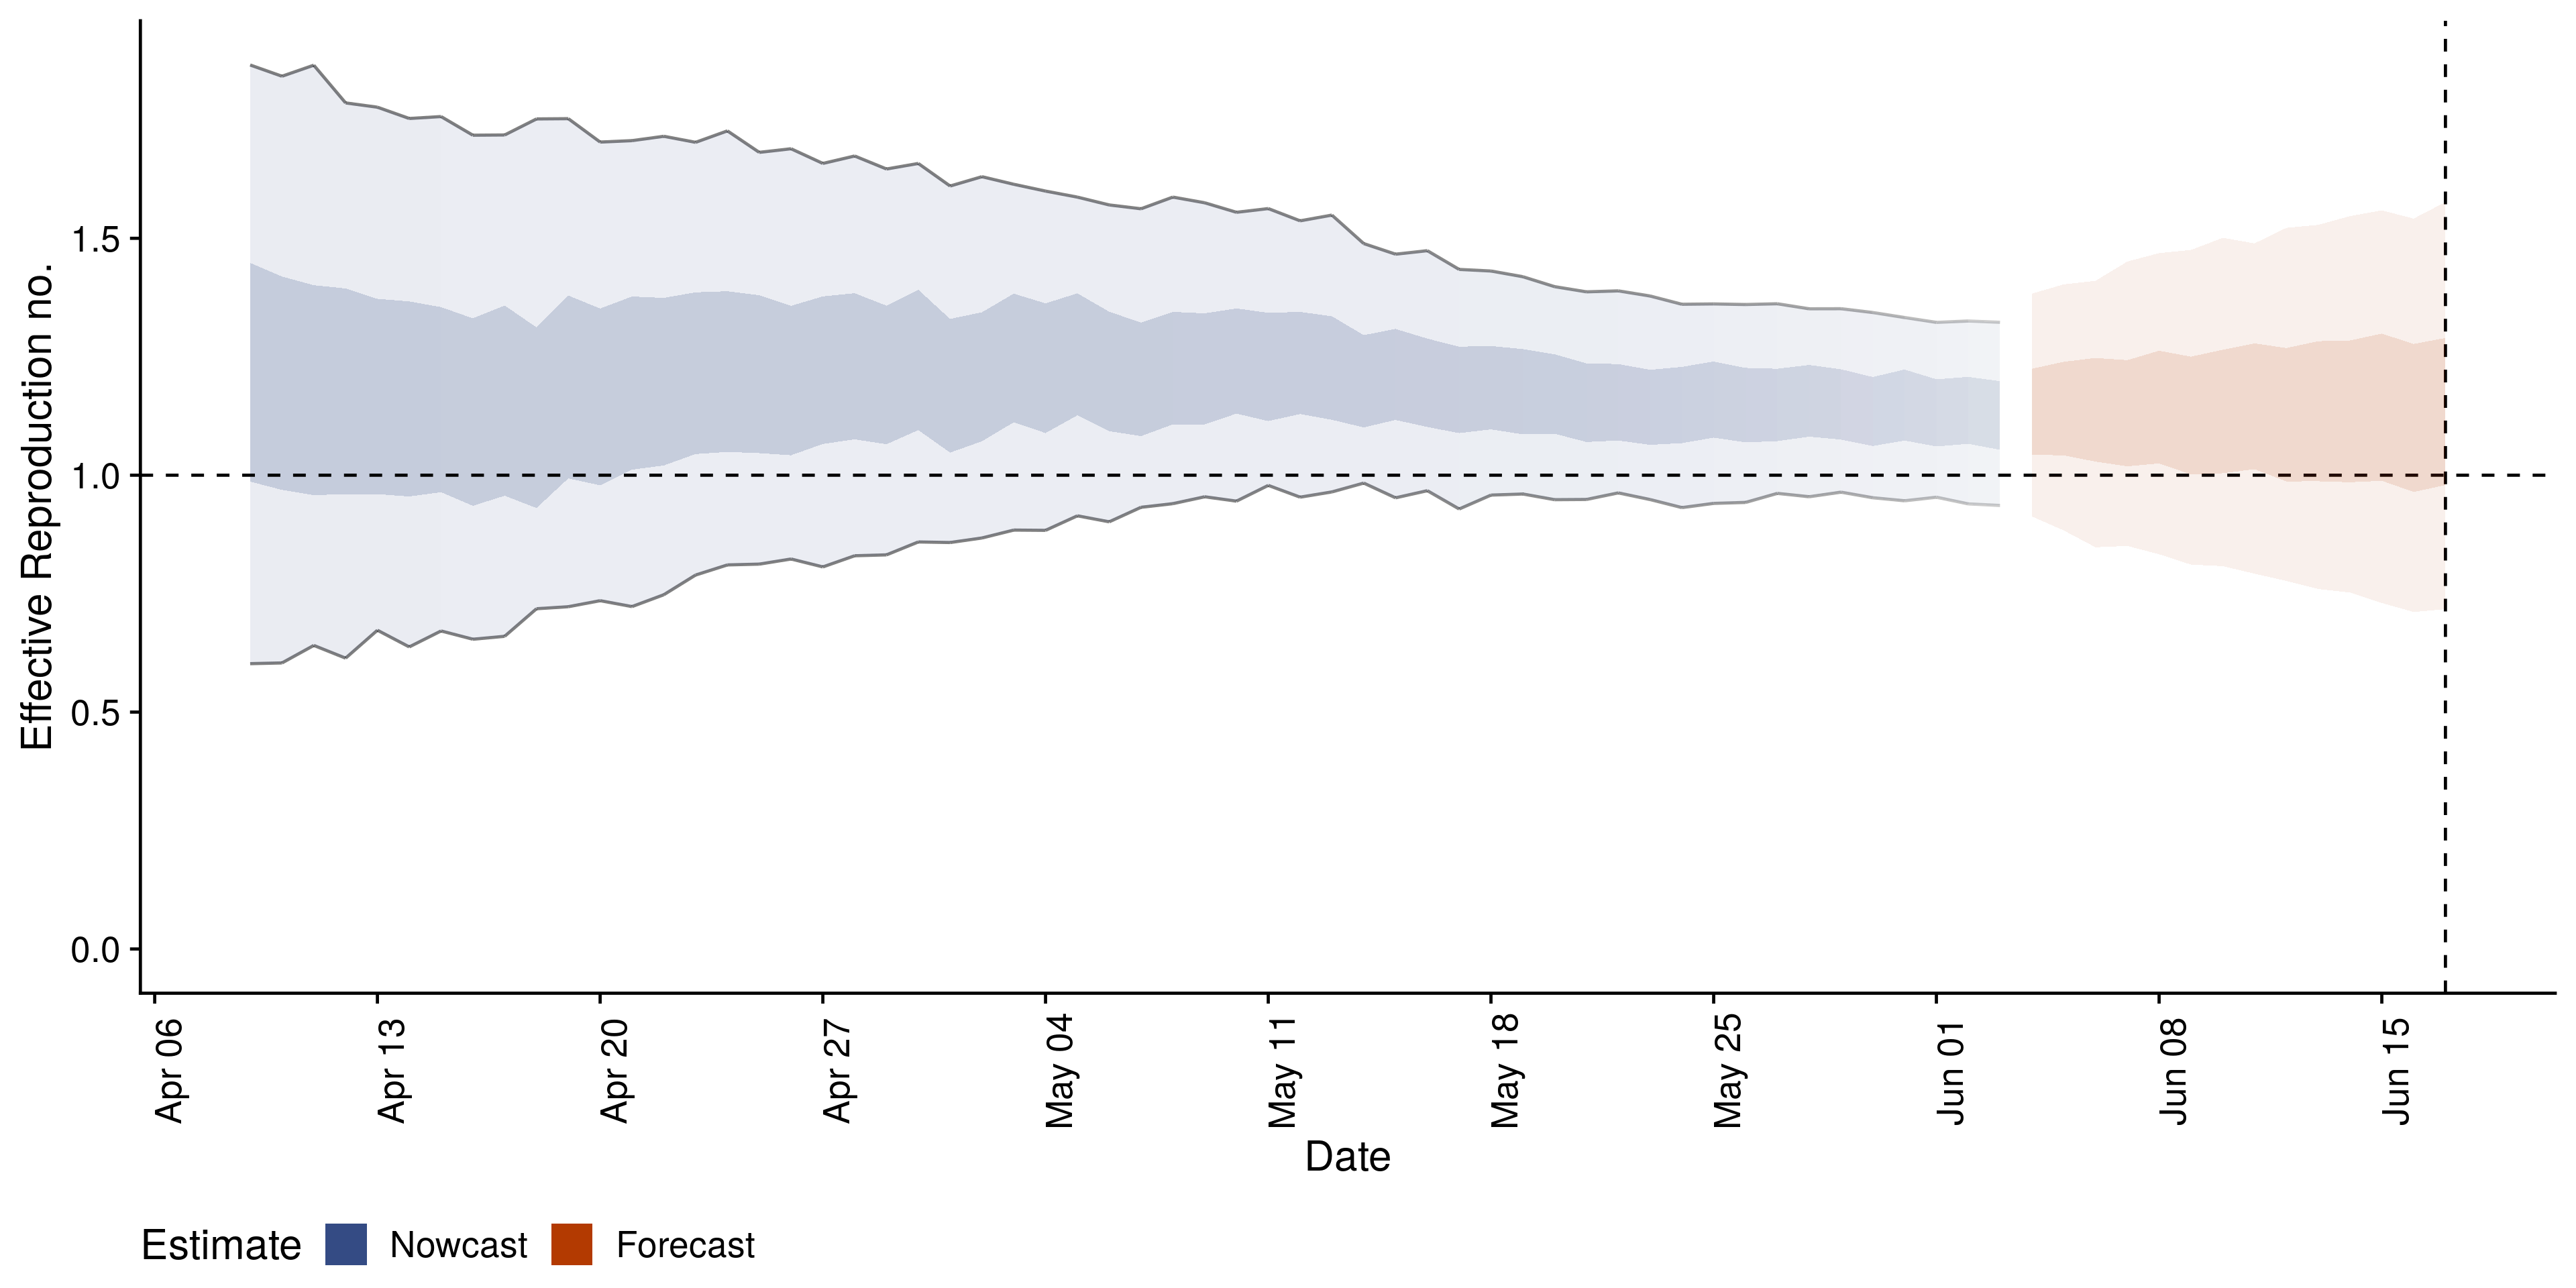 Effective Reproduction no.
1.5
1.0
0.5
0.0
Apr 06
Apr 13
Apr 20
Apr 27
May 04
May 11
May 18
May 25
Jun 01
Jun 08
Jun 15
Date
Estimate Nowcast Forecast